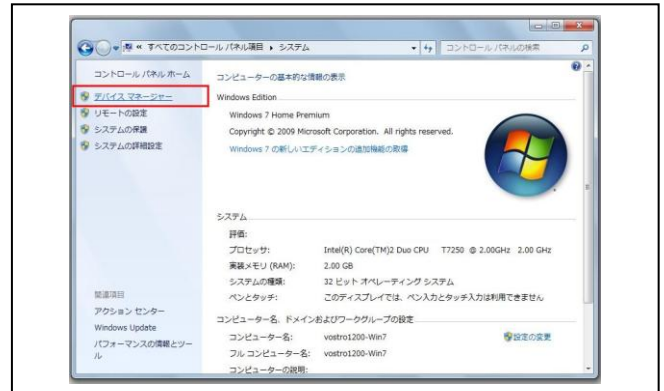 « すべてのコントロール パネル項目 ▸ システム
コントロール パネルの検索
コントロール パネル ホーム
デバイス マネージャー
リモートの設定
システムの保護
システムの詳細設定
関連項目
アクション センター
Windows Update
パフォーマンスの情報とツール
コンピューターの基本的な情報の表示
Windows Edition
Windows 7 Home Premium
Copyright © 2009 Microsoft Corporation. All rights reserved.
Windows 7 の新しいエディションの追加機能の取得
システム
評価:
プロセッサ: Intel(R) Core(TM)2 Duo CPU T7250 @ 2.00GHz 2.00 GHz
実装メモリ (RAM): 2.00 GB
システムの種類: 32 ビット オペレーティング システム
ペンとタッチ: このディスプレイでは、ペン入力とタッチ入力は利用できません
コンピューター名、ドメインおよびワークグループの設定
コンピューター名: vostro1200-Win7 設定の変更
フル コンピューター名: vostro1200-Win7
コンピューターの説明: